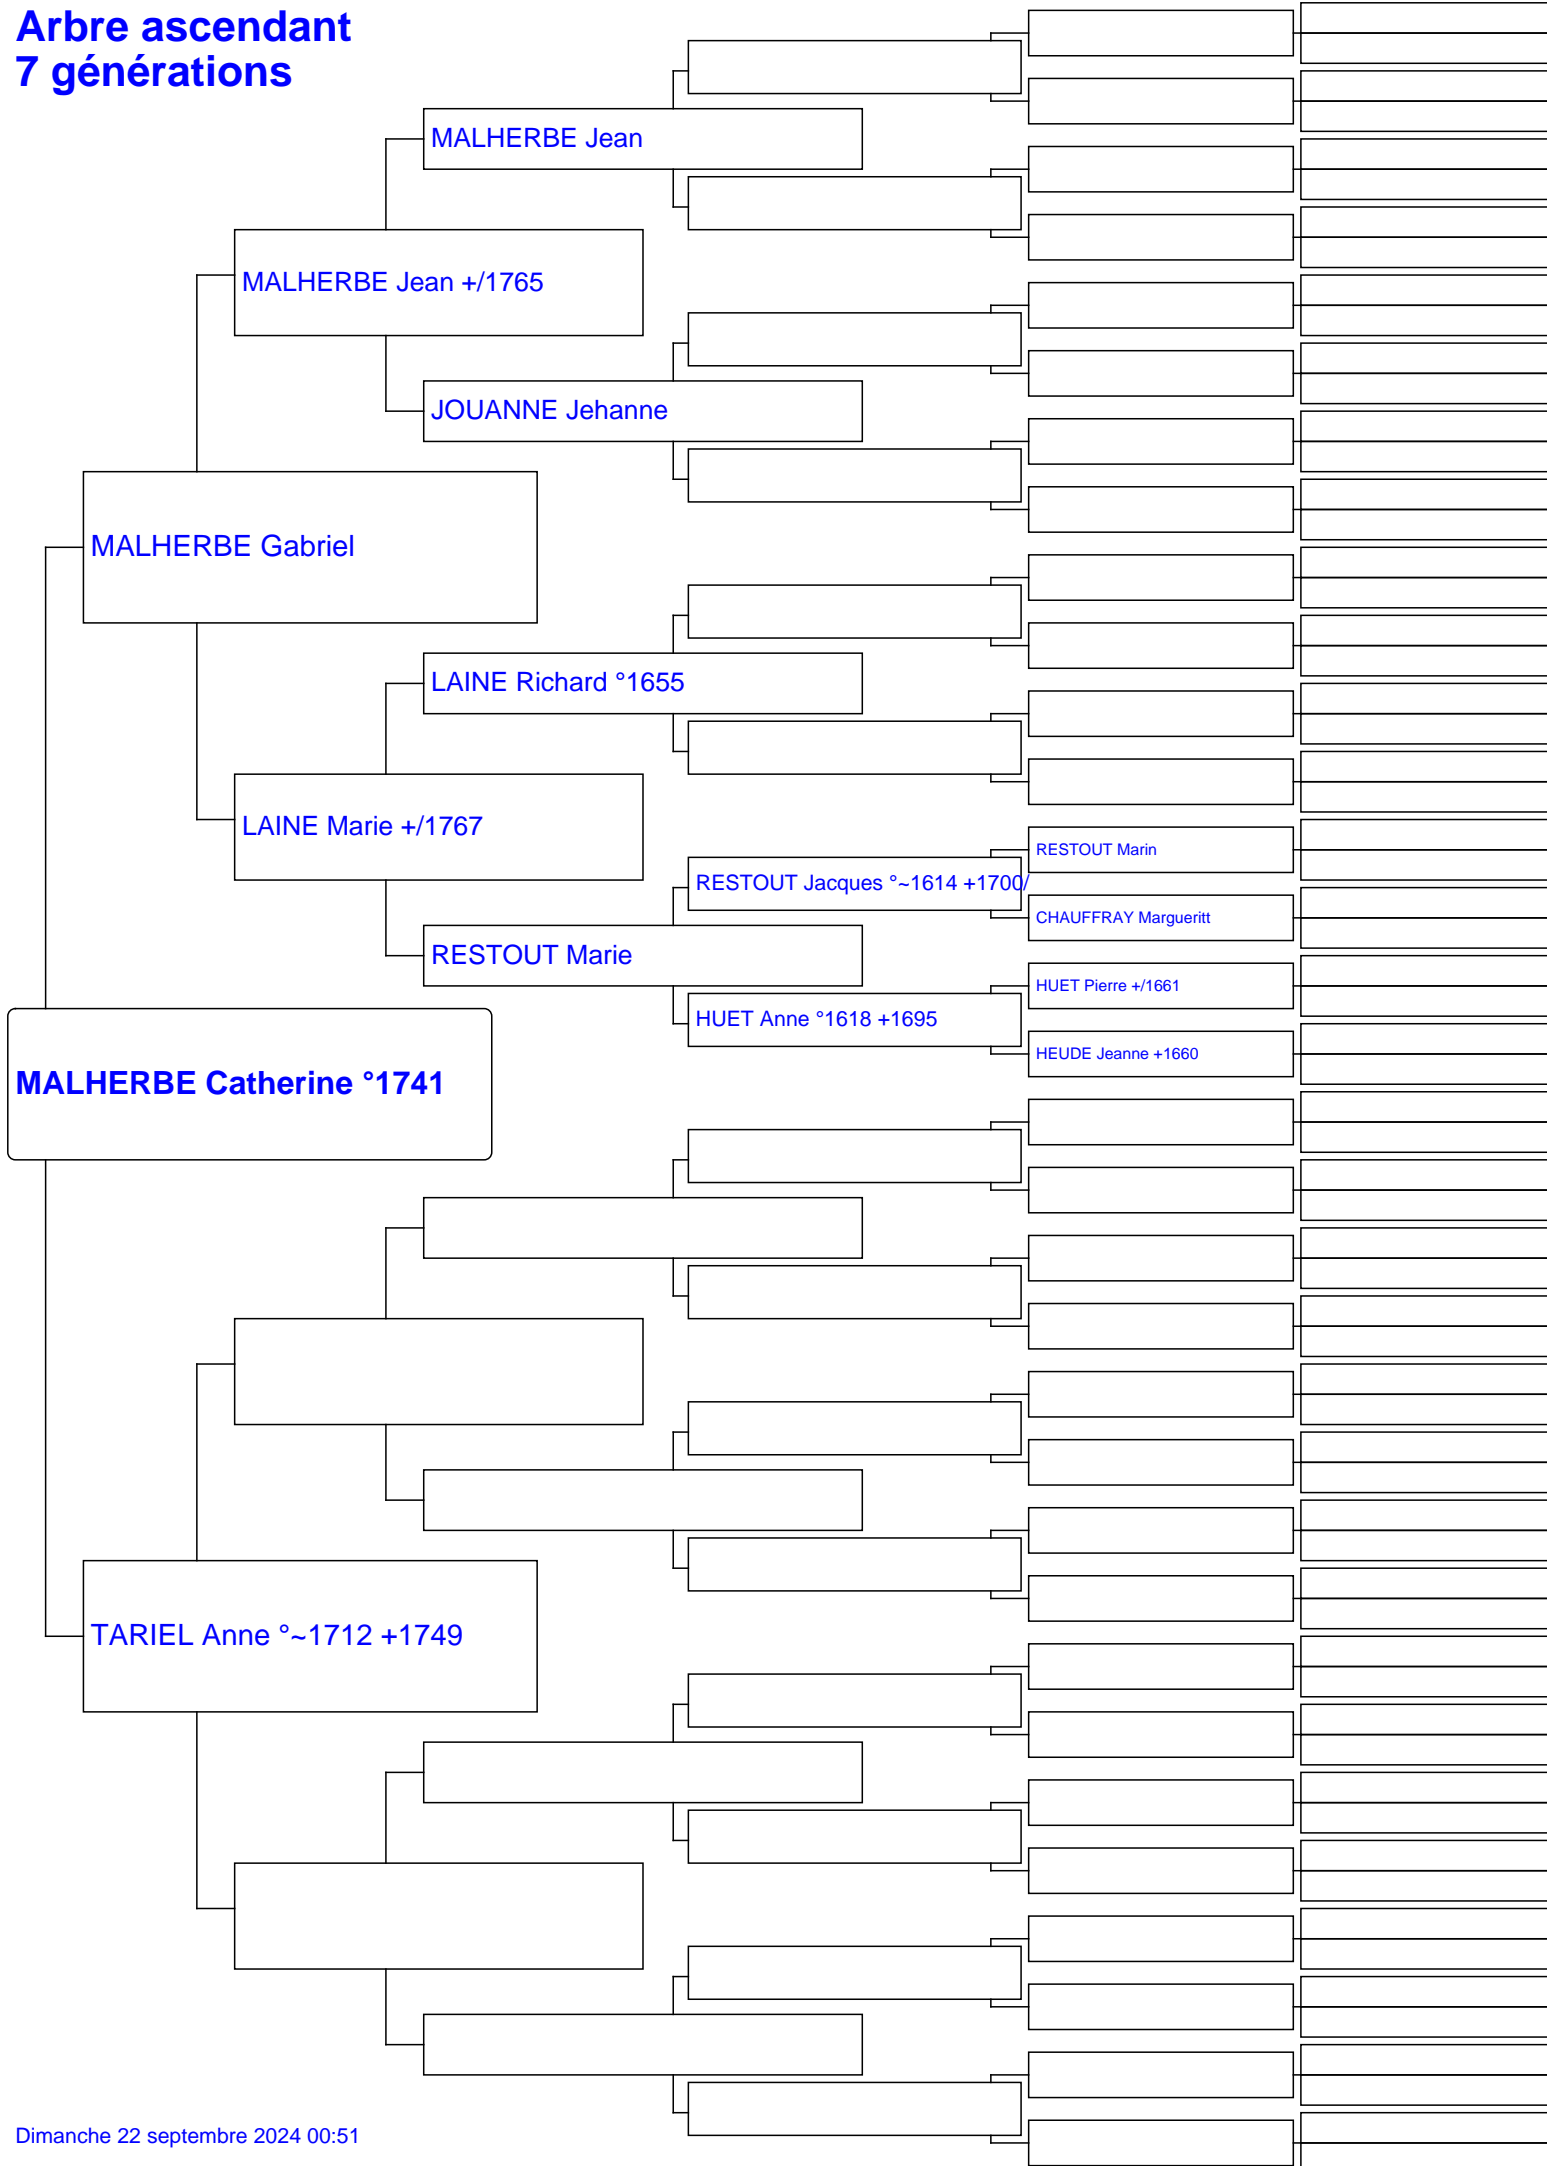 Arbre ascendant
7 générations
MALHERBE Jean
MALHERBE Jean +/1765
JOUANNE Jehanne
MALHERBE Gabriel
LAINE Richard °1655
LAINE Marie +/1767
RESTOUT Marin
RESTOUT Jacques °~1614 +1700/
CHAUFFRAY Margueritt
RESTOUT Marie
HUET Pierre +/1661
HUET Anne °1618 +1695
HEUDE Jeanne +1660
MALHERBE Catherine °1741
TARIEL Anne °~1712 +1749
Dimanche 22 septembre 2024 00:51